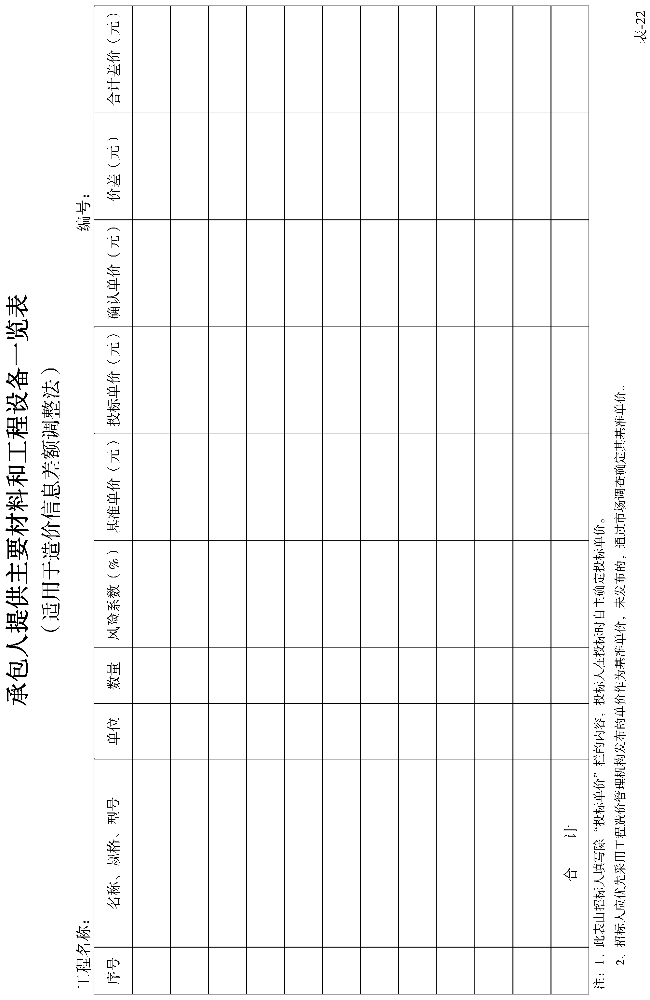 承包人提供主要材料和工程设备一览表
（适用于造价信息差额调整法）
工程名称： 编号：
序号 名称、规格、型号 单位 数量 风险系数（%） 基准单价（元） 投标单价（元） 确认单价（元） 价差（元） 合计差价（元）
合 计
注：1、此表由招标人填写除“投标单价”栏的内容，投标人在投标时自主确定投标单价。
2、招标人应优先采用工程造价管理机构发布的单价作为基准单价，未发布的，通过市场调查确定其基准单价。
表-22